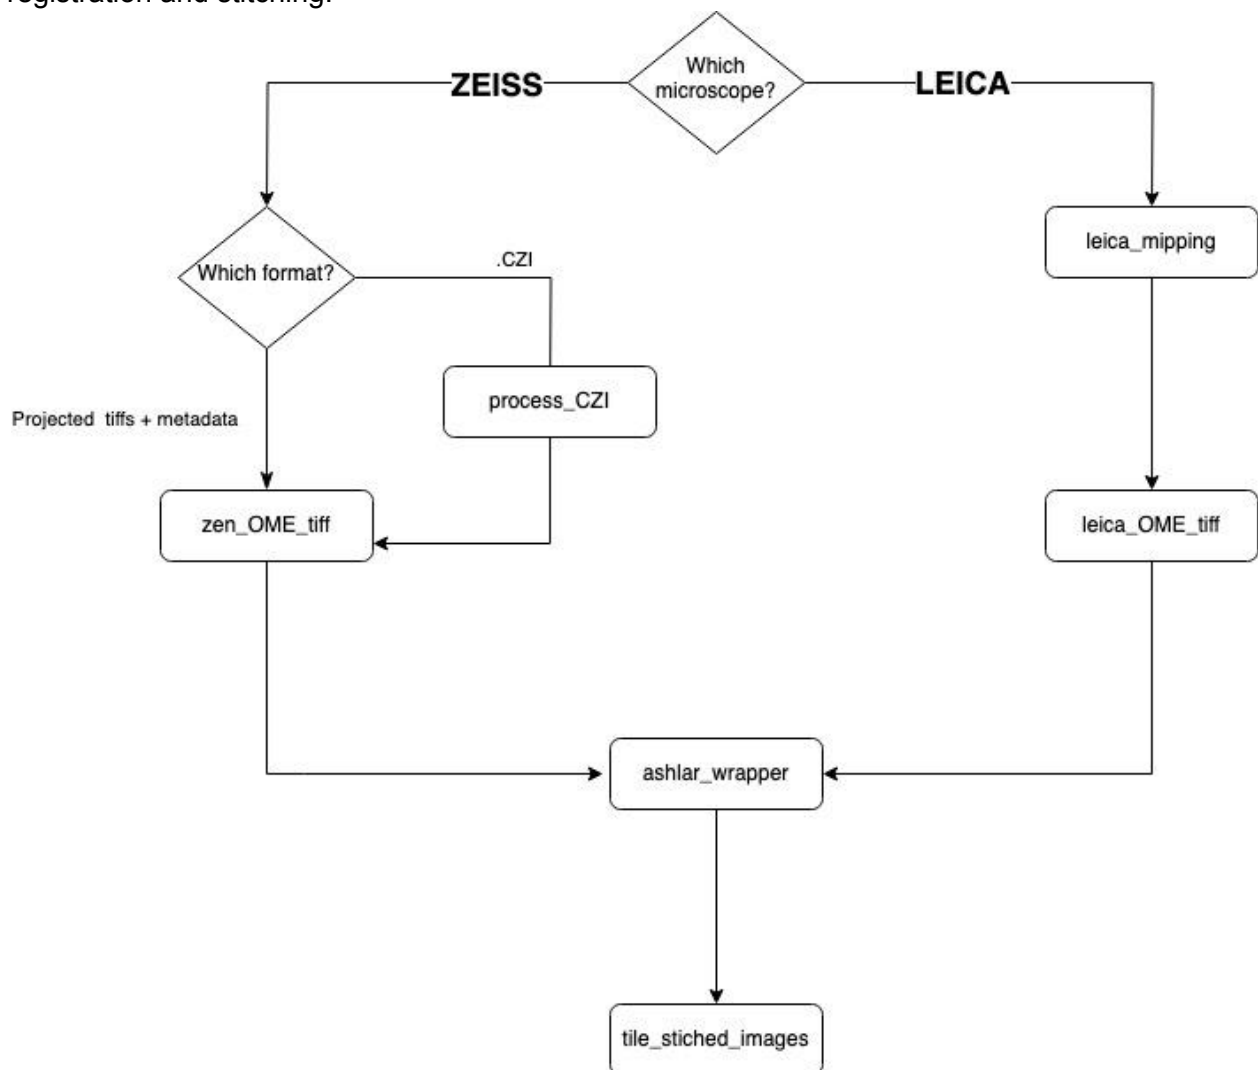 registration and stitching.
Which
microscope?
ZEISS
LEICA
leica_mipping
Which format?
.CZI
process_CZI
Projected tiffs + metadata
zen_OME_tiff
leica_OME_tiff
ashlar_wrapper
tile_stiched_images